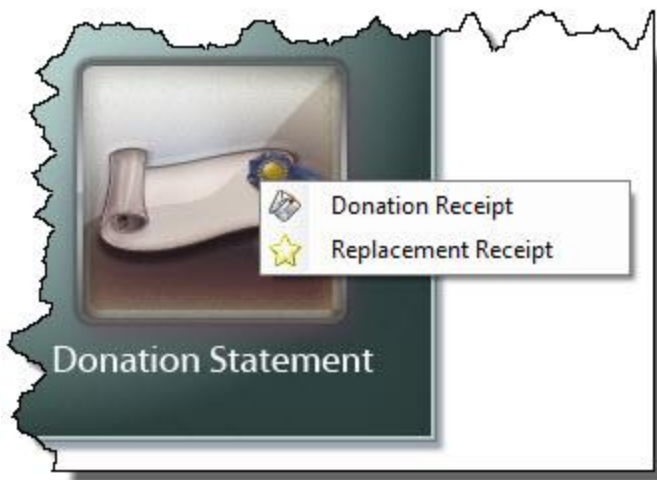 Donation Receipt
Replacement Receipt
Donation Statement